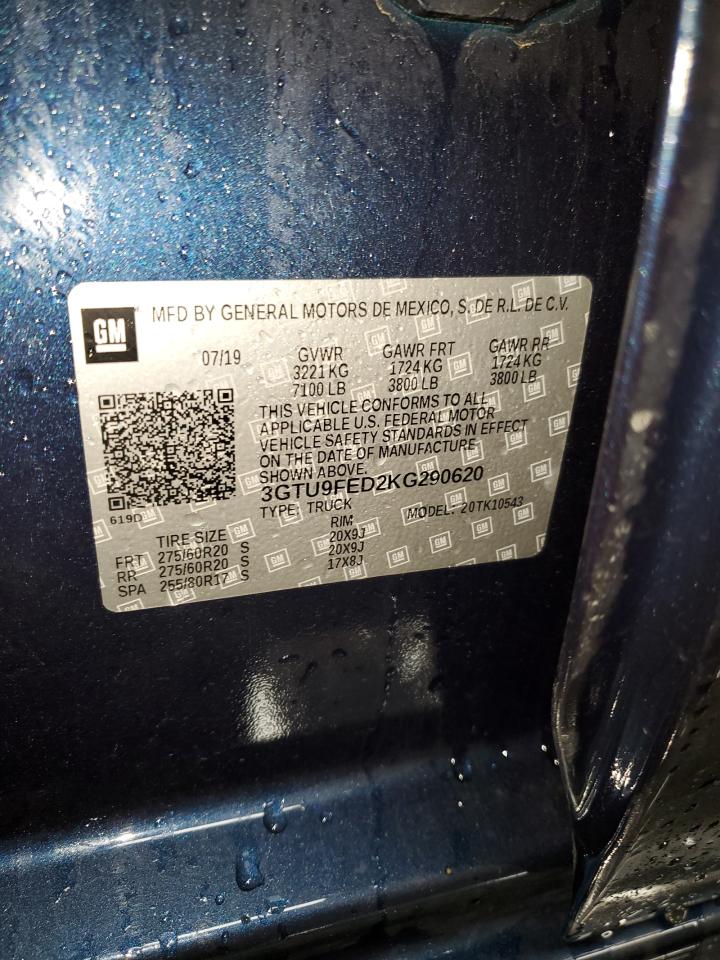 GM MFD BY GENERAL MOTORS DE MEXICO, S. DE R.L. DE C.V.
07/19 GVWR GAWR FRT GAWR RR
3221 KG 1724 KG 1724 KG
7100 LB 3800 LB 3800 LB
THIS VEHICLE CONFORMS TO ALL
APPLICABLE U.S. FEDERAL MOTOR
VEHICLE SAFETY STANDARDS IN EFFECT
ON THE DATE OF MANUFACTURE
SHOWN ABOVE.
3GTU9FED2KG290620
619D TYPE: TRUCK MODEL: 20TK10543
TIRE SIZE RIM
FRT 275/60R20 S 20X9J
RR 275/60R20 S 20X9J
SPA 255/80R17 S 17X8J